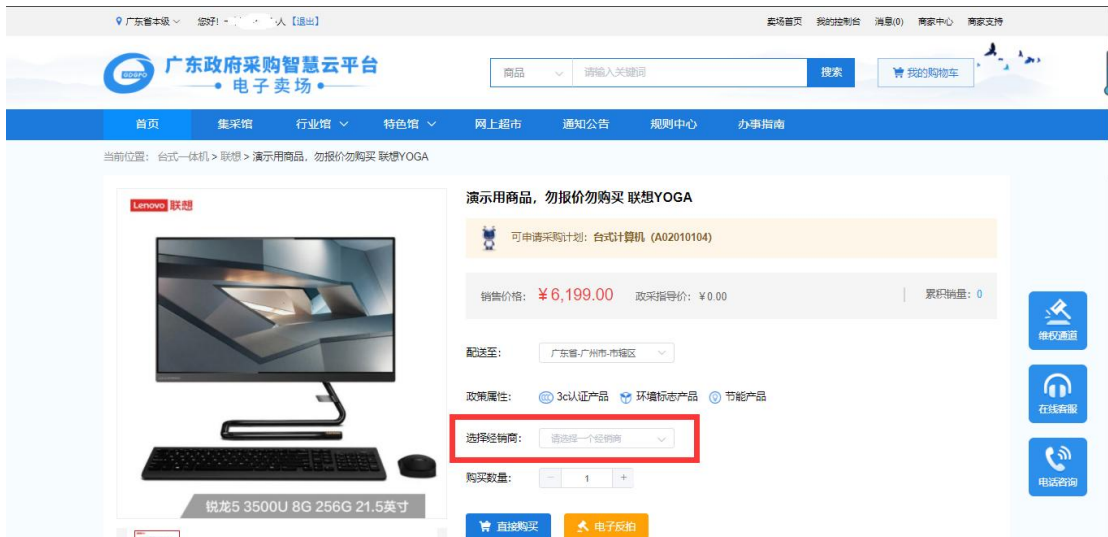 广东省本级 您好! 人【退出】 卖场首页 我的控制台 消息(0) 商家中心 商家支持
GDGPO 广东政府采购智慧云平台
•电子卖场•
商品 请输入关键词 搜索 我的购物车
首页 集采馆 行业馆 特色馆 网上超市 通知公告 规则中心 办事指南
当前位置: 台式一体机 > 联想 > 演示用商品,勿报价勿购买 联想YOGA
Lenovo 联想
锐龙5 3500U 8G 256G 21.5英寸
演示用商品,勿报价勿购买 联想YOGA
可申请采购计划:台式计算机 (A02010104)
销售价格: ¥6,199.00 政采指导价: ¥0.00 累积销量: 0
配送至: 广东省-广州市-市辖区
政策属性: 3c认证产品 环境标志产品 节能产品
选择经销商: 请选择一个经销商
购买数量: - 1 +
直接购买 电子反拍
维权通道
在线客服
电话咨询